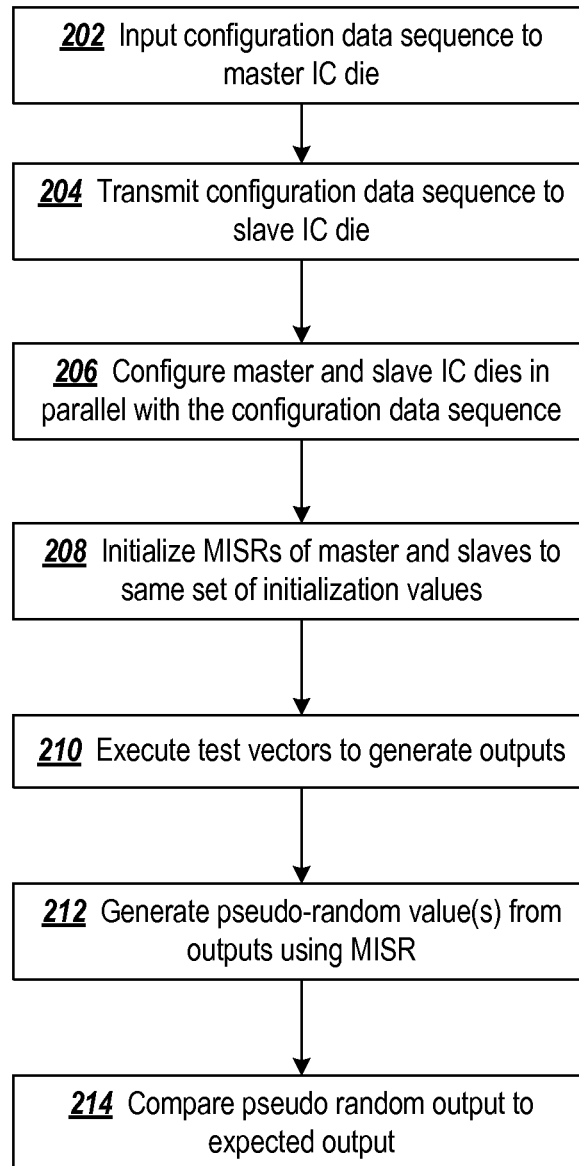 202 Input configuration data sequence to
master IC die
204 Transmit configuration data sequence to
slave IC die
206 Configure master and slave IC dies in
parallel with the configuration data sequence
208 Initialize MISRs of master and slaves to
same set of initialization values
210 Execute test vectors to generate outputs
212 Generate pseudo-random value(s) from
outputs using MISR
214 Compare pseudo random output to
expected output